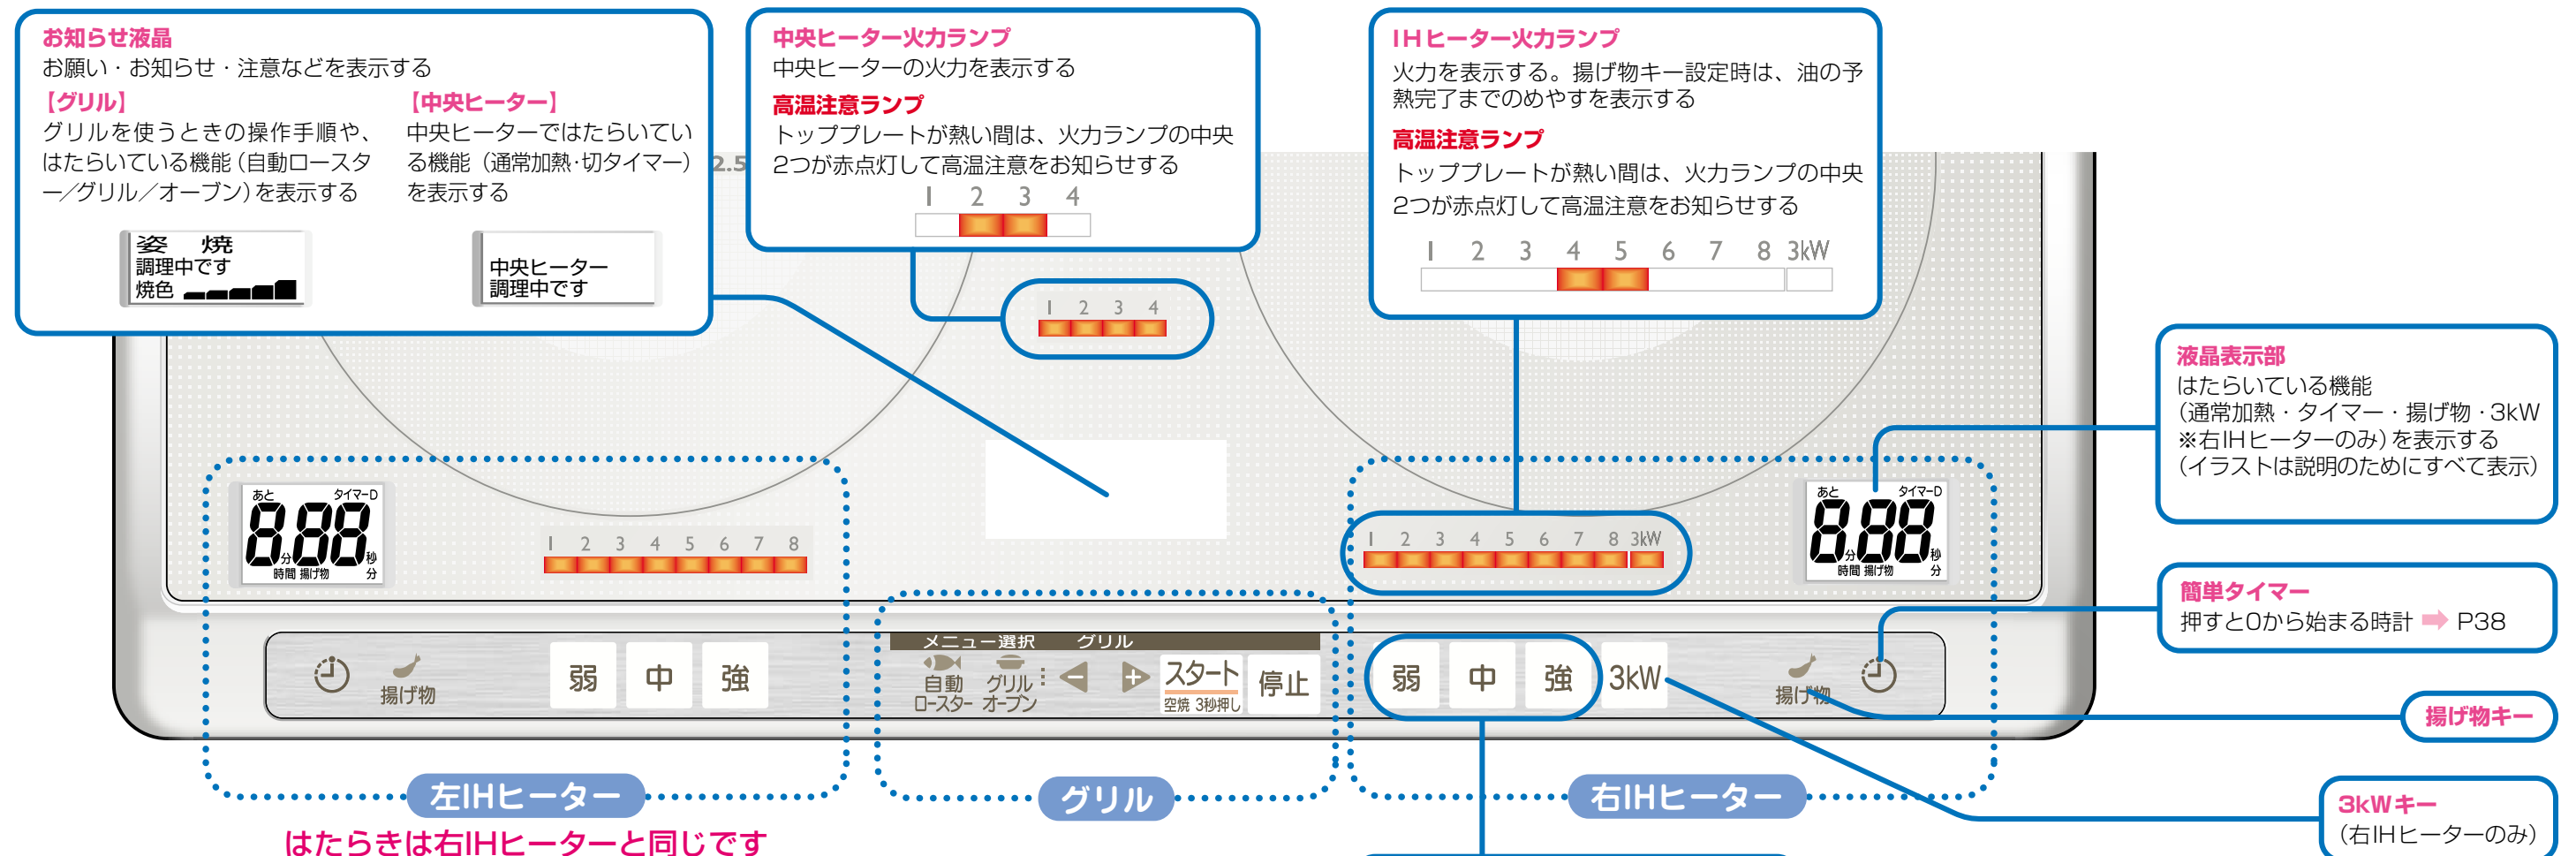 お知らせ液晶
お願い・お知らせ・注意などを表示する
【グリル】
グリルを使うときの操作手順や、
はたらいている機能(自動ロースタ
ー/グリル/オーブン)を表示する
【中央ヒーター】
中央ヒーターではたらいてい
る機能(通常加熱・切タイマー)
を表示する
姿 焼
調理中です
焼色
中央ヒーター
調理中です
2.5
中央ヒーター火力ランプ
中央ヒーターの火力を表示する
高温注意ランプ
トッププレートが熱い間は、火力ランプの中央
2つが赤点灯して高温注意をお知らせする
1 2 3 4
1 2 3 4
IHヒーター火力ランプ
火力を表示する。揚げ物キー設定時は、油の予
熱完了までのめやすを表示する
高温注意ランプ
トッププレートが熱い間は、火力ランプの中央
2つが赤点灯して高温注意をお知らせする
1 2 3 4 5 6 7 8 3kW
液晶表示部
はたらいている機能
(通常加熱・タイマー・揚げ物・3kW
※右IHヒーターのみ)を表示する
(イラストは説明のためにすべて表示)
あと タイマーD
888
分 秒
時間 揚げ物 分
1 2 3 4 5 6 7 8
1 2 3 4 5 6 7 8 3kW
あと タイマーD
888
分 秒
時間 揚げ物 分
簡単タイマー
押すと0から始まる時計 ➡ P38
揚げ物
弱 中 強
メニュー選択 グリル
自動
ロースター
グリル
オーブン
− +
スタート
空焼 3秒押し
停止
弱 中 強 3kW
揚げ物
揚げ物キー
3kWキー
(右IHヒーターのみ)
左IHヒーター
グリル
右IHヒーター
はたらきは右IHヒーターと同じです